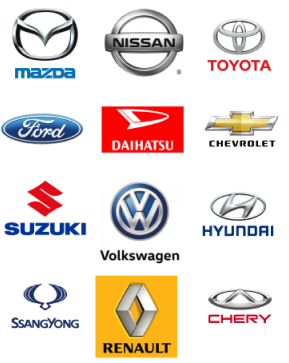 mazda
NISSAN
®
TOYOTA
Ford
DAIHATSU
CHEVROLET
SUZUKI
Volkswagen
HYUNDAI
SSANGYONG
RENAULT
CHERY